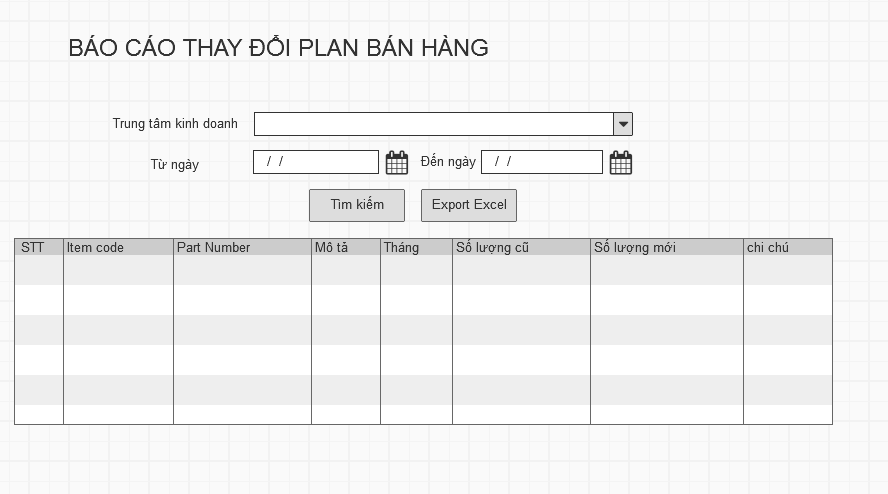 BÁO CÁO THAY ĐỔI PLAN BÁN HÀNG
Trung tâm kinh doanh
Từ ngày / / Đến ngày / /
Tìm kiếm Export Excel
STT Item code Part Number Mô tả Tháng Số lượng cũ Số lượng mới chi chú